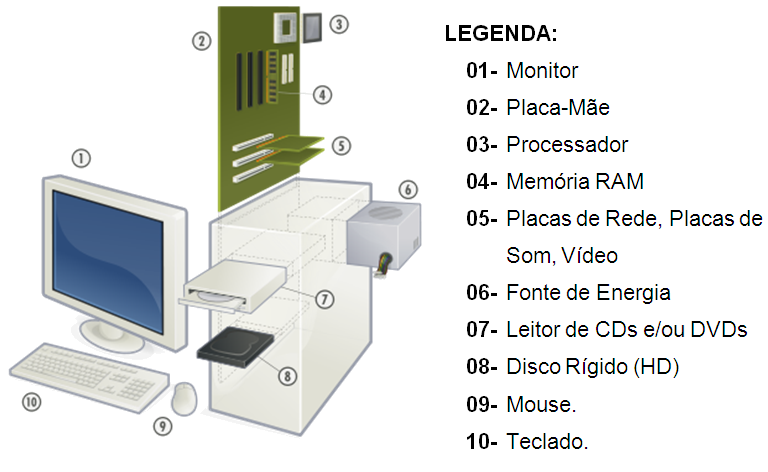 2
3
4
5
1
6
7
8
10
9
LEGENDA:
01- Monitor
02- Placa-Mãe
03- Processador
04- Memória RAM
05- Placas de Rede, Placas de
Som, Vídeo
06- Fonte de Energia
07- Leitor de CDs e/ou DVDs
08- Disco Rígido (HD)
09- Mouse.
10- Teclado.